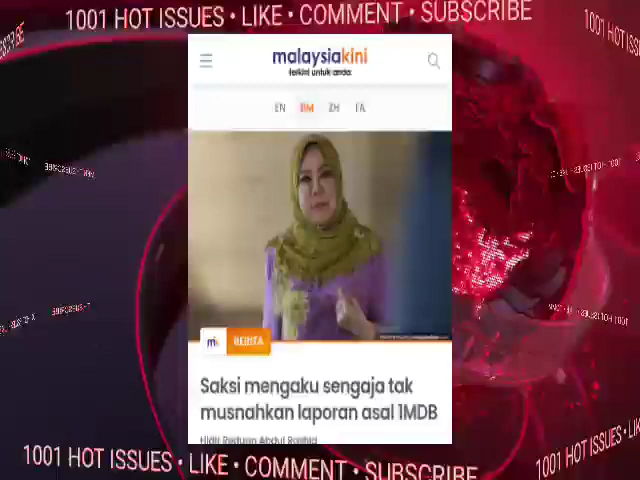 1001 HOT ISSUES • LIKE • COMMENT • SUBSCRIBE
malaysiakini
terkini untuk anda
EN BM ZH
BERITA
Saksi mengaku sengaja tak
musnahkan laporan asal 1MDB
1001 HOT ISSUES • LIKE • COMMENT • SUBSCRIBE